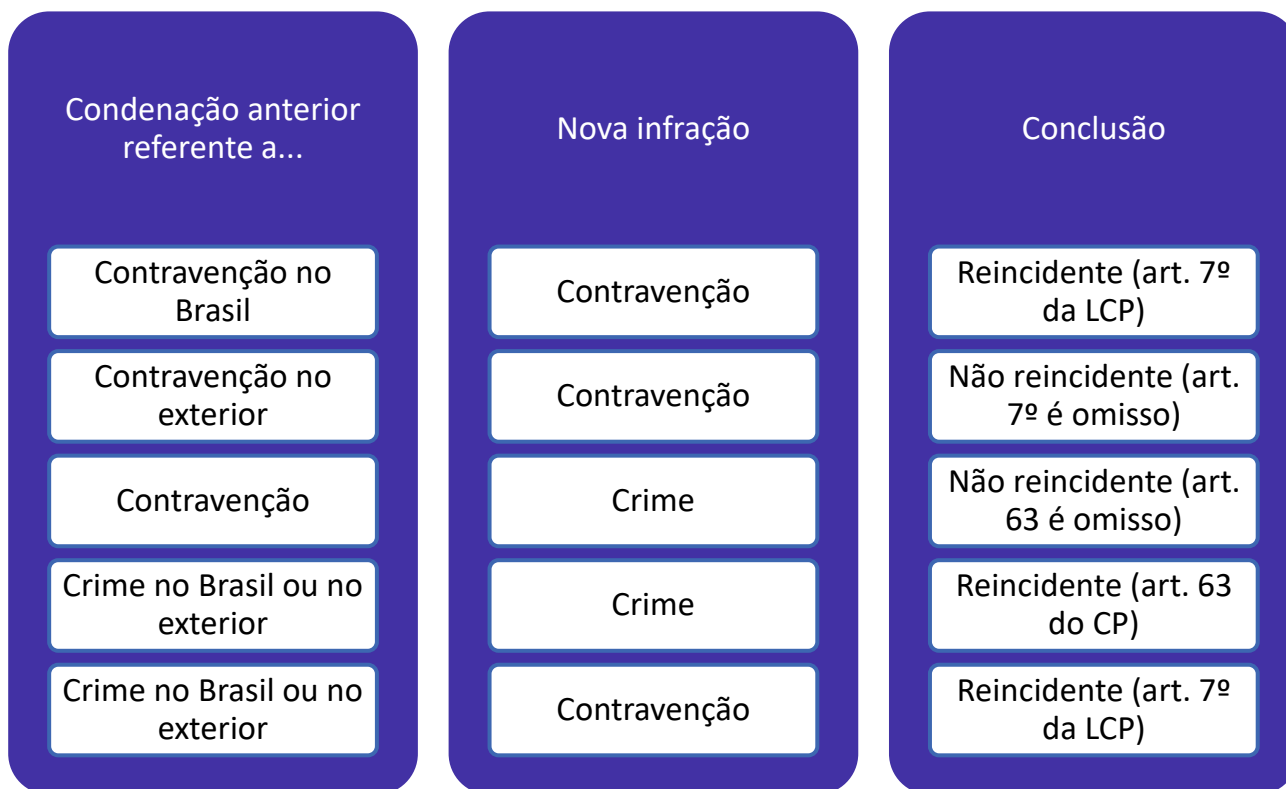 Condenação anterior
referente a...
Nova infração
Conclusão
Contravenção no
Brasil
Contravenção
Reincidente (art. 7º
da LCP)
Contravenção no
exterior
Contravenção
Não reincidente (art.
7º é omisso)
Contravenção
Crime
Não reincidente (art.
63 é omisso)
Crime no Brasil ou no
exterior
Crime
Reincidente (art. 63
do CP)
Crime no Brasil ou no
exterior
Contravenção
Reincidente (art. 7º
da LCP)